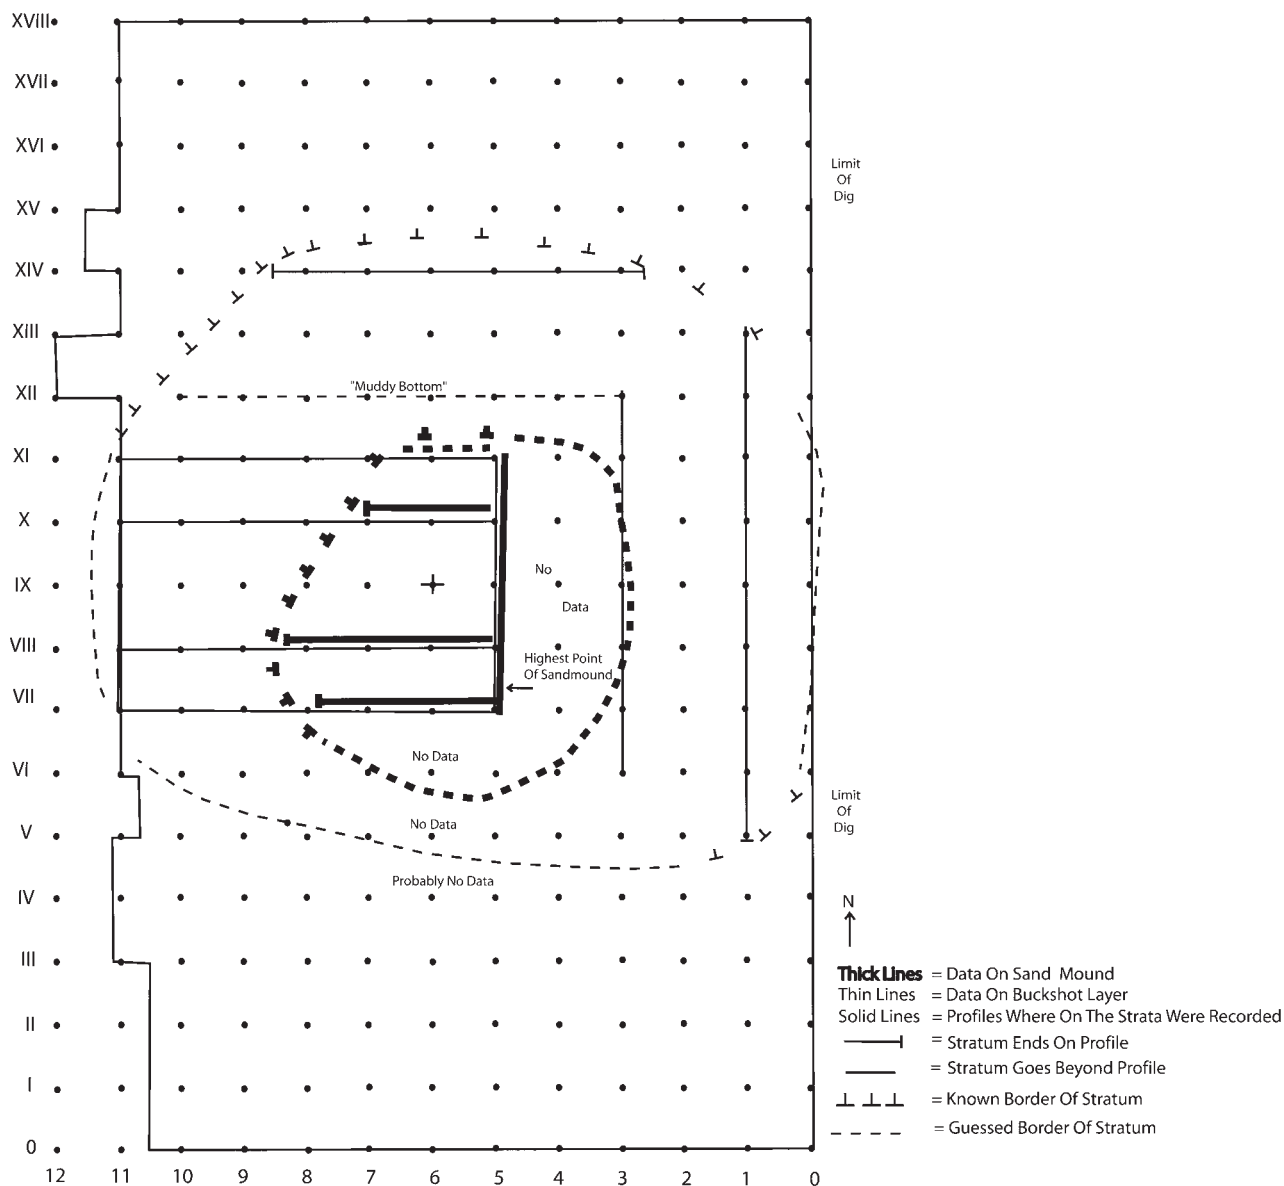 XVIII
XVII
XVI
Limit
Of
Dig
XV
XIV
XIII
XII
"Muddy Bottom"
XI
X
IX
No
Data
VIII
Highest Point
Of Sandmound
VII
No Data
VI
Limit
Of
Dig
No Data
V
Probably No Data
IV
N
III
Thick Lines = Data On Sand Mound
Thin Lines = Data On Buckshot Layer
Solid Lines = Profiles Where On The Strata Were Recorded
= Stratum Ends On Profile
= Stratum Goes Beyond Profile
= Known Border Of Stratum
= Guessed Border Of Stratum
II
I
0
12 11 10 9 8 7 6 5 4 3 2 1 0